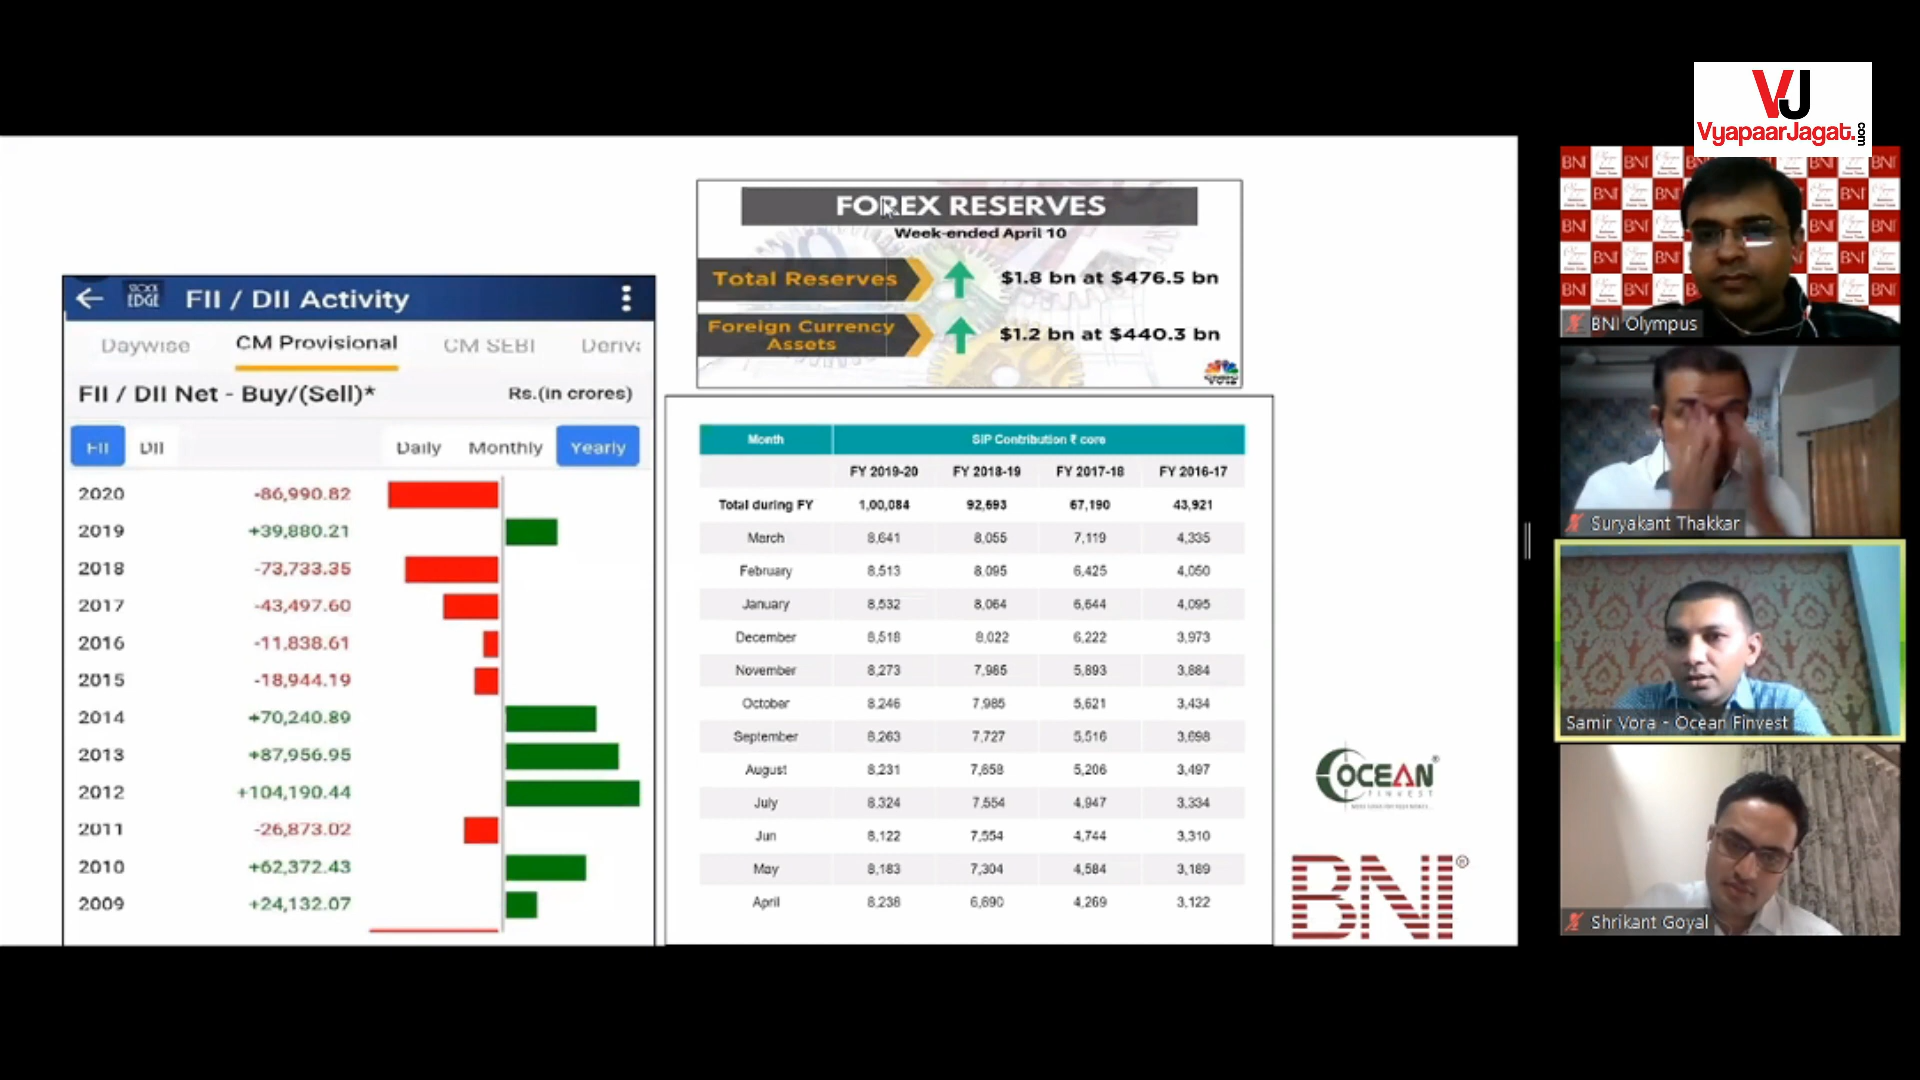 VJ
VyapaarJagat.com
FOREX RESERVES
Week-ended April 10
Total Reserves $1.8 bn at $476.5 bn
Foreign Currency Assets $1.2 bn at $440.3 bn
STOCK EDGE FII / DII Activity
Daywise CM Provisional CM SEBI Deriv
FII / DII Net - Buy/(Sell)* Rs.(in crores)
FII DII Daily Monthly Yearly
2020 -86,990.82
2019 +39,880.21
2018 -73,733.35
2017 -43,497.60
2016 -11,838.61
2015 -18,944.19
2014 +70,240.89
2013 +87,956.95
2012 +104,190.44
2011 -26,873.02
2010 +62,372.43
2009 +24,132.07
Month SIP Contribution ₹ crore
FY 2019-20 FY 2018-19 FY 2017-18 FY 2016-17
Total during FY 1,00,084 92,693 67,190 43,921
March 8,641 8,055 7,119 4,335
February 8,513 8,095 6,425 4,050
January 8,532 8,064 6,644 4,095
December 8,518 8,022 6,222 3,973
November 8,273 7,985 5,893 3,884
October 8,246 7,985 5,621 3,434
September 8,263 7,727 5,516 3,698
August 8,231 7,658 5,206 3,497
July 8,324 7,554 4,947 3,334
Jun 8,122 7,554 4,744 3,310
May 8,183 7,304 4,584 3,189
April 8,238 6,690 4,269 3,122
OCEAN
FINVEST
BNI
BNI Olympus
Suryakant Thakkar
Samir Vora - Ocean Finvest
Shrikant Goyal